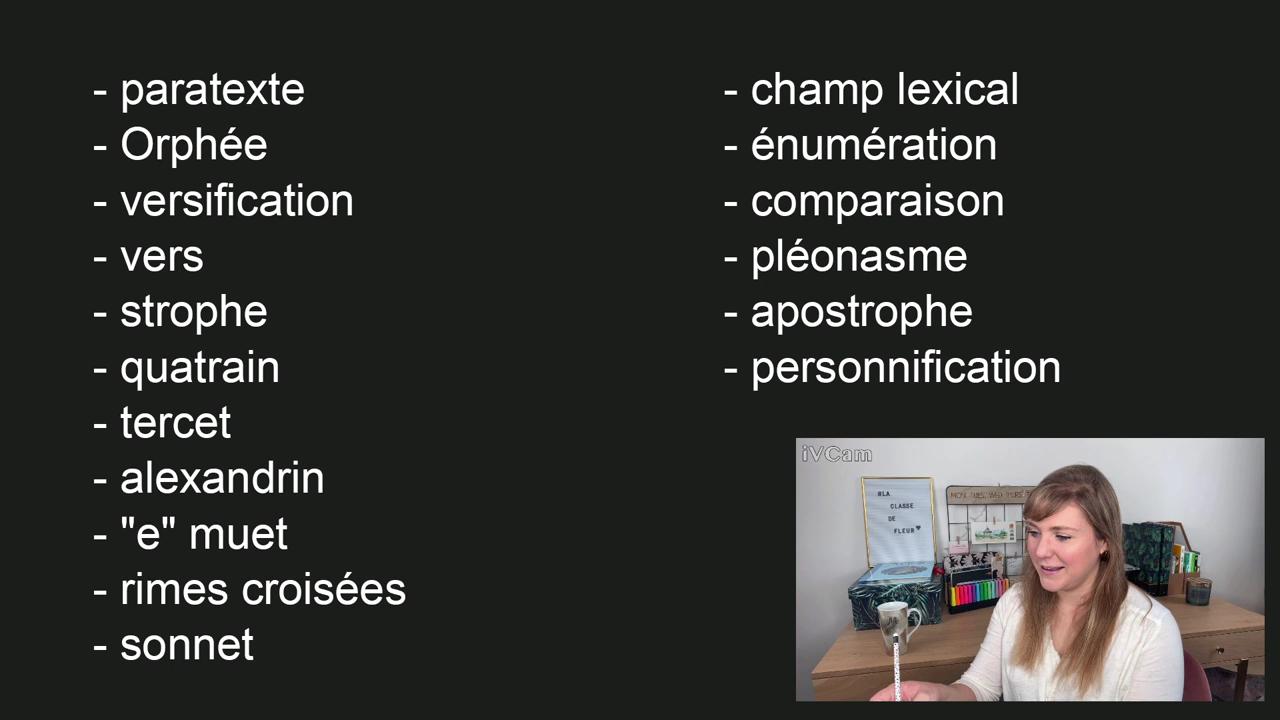 - paratexte
- Orphée
- versification
- vers
- strophe
- quatrain
- tercet
- alexandrin
- "e" muet
- rimes croisées
- sonnet
- champ lexical
- énumération
- comparaison
- pléonasme
- apostrophe
- personnification
iVCam
#LA
CLASSE
DE
FLEUR